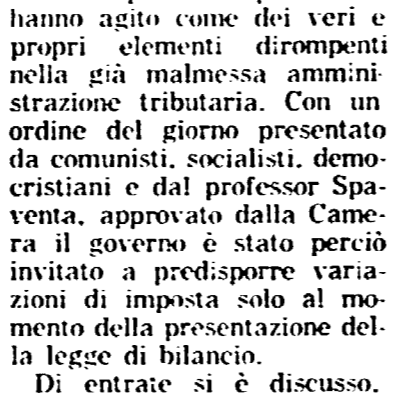 hanno agito come dei veri e
propri elementi dirompenti
nella già malmessa ammini-
strazione tributaria. Con un
ordine del giorno presentato
da comunisti, socialisti, demo-
cristiani e dal professor Spa-
venta, approvato dalla Came-
ra il governo è stato perciò
invitato a predisporre varia-
zioni di imposta solo al mo-
mento della presentazione del-
la legge di bilancio.
Di entrate si è discusso.